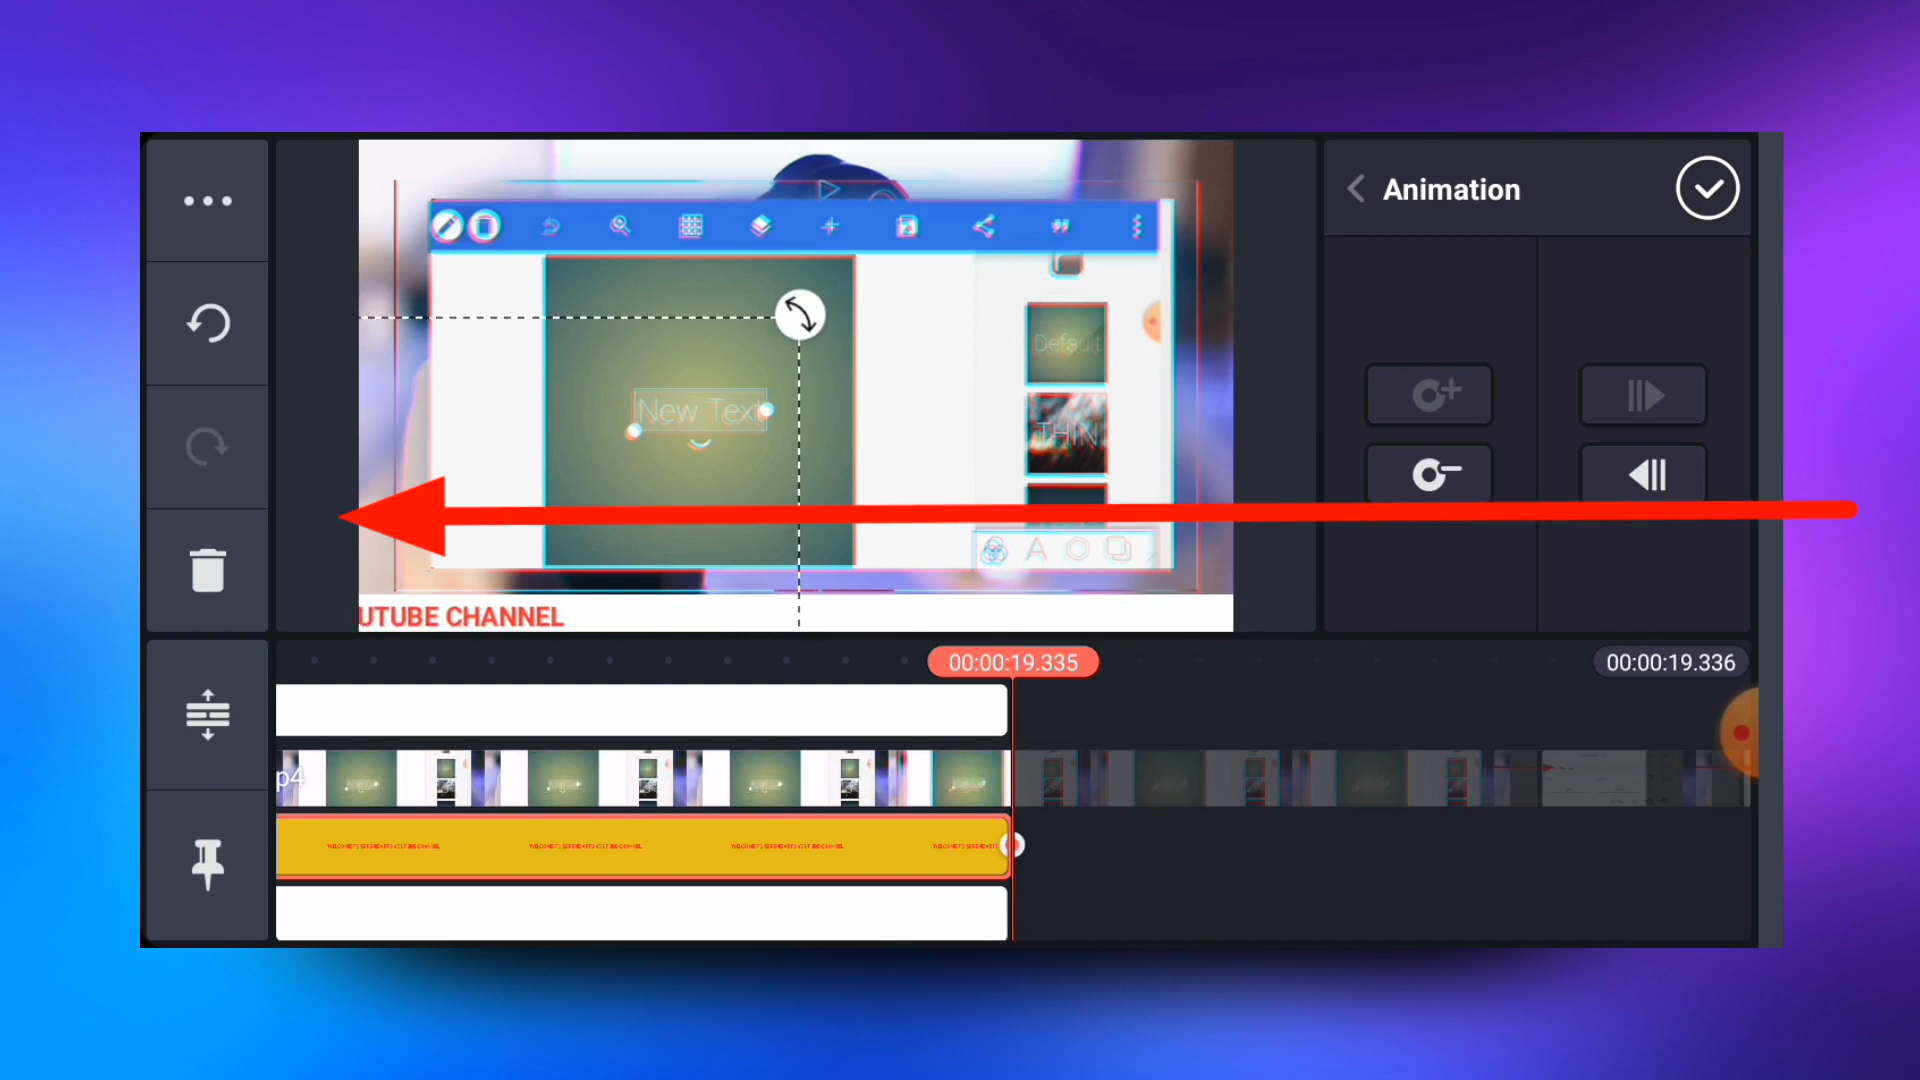 Animation
Default
New Text
THIN
UTUBE CHANNEL
00:00:19.335
00:00:19.336
p4